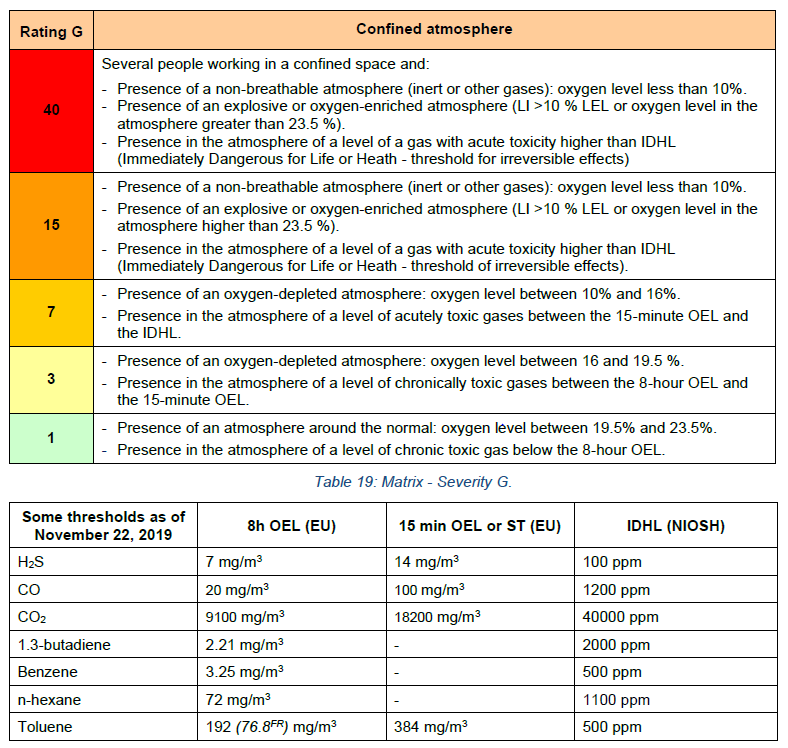 Rating G Confined atmosphere
40
Several people working in a confined space and:
- Presence of a non-breathable atmosphere (inert or other gases): oxygen level less than 10%.
- Presence of an explosive or oxygen-enriched atmosphere (LI >10 % LEL or oxygen level in the
atmosphere greater than 23.5 %).
- Presence in the atmosphere of a level of a gas with acute toxicity higher than IDHL
(Immediately Dangerous for Life or Heath - threshold for irreversible effects)
15
- Presence of a non-breathable atmosphere (inert or other gases): oxygen level less than 10%.
- Presence of an explosive or oxygen-enriched atmosphere (LI >10 % LEL or oxygen level in the
atmosphere higher than 23.5 %).
- Presence in the atmosphere of a level of a gas with acute toxicity higher than IDHL
(Immediately Dangerous for Life or Heath - threshold of irreversible effects).
7
- Presence of an oxygen-depleted atmosphere: oxygen level between 10% and 16%.
- Presence in the atmosphere of a level of acutely toxic gases between the 15-minute OEL and
the IDHL.
3
- Presence of an oxygen-depleted atmosphere: oxygen level between 16 and 19.5 %.
- Presence in the atmosphere of a level of chronically toxic gases between the 8-hour OEL and
the 15-minute OEL.
1
- Presence of an atmosphere around the normal: oxygen level between 19.5% and 23.5%.
- Presence in the atmosphere of a level of chronic toxic gas below the 8-hour OEL.
Table 19: Matrix - Severity G.
Some thresholds as of
November 22, 2019
8h OEL (EU) 15 min OEL or ST (EU) IDHL (NIOSH)
H₂S 7 mg/m³ 14 mg/m³ 100 ppm
CO 20 mg/m³ 100 mg/m³ 1200 ppm
CO₂ 9100 mg/m³ 18200 mg/m³ 40000 ppm
1.3-butadiene 2.21 mg/m³ - 2000 ppm
Benzene 3.25 mg/m³ - 500 ppm
n-hexane 72 mg/m³ - 1100 ppm
Toluene 192 (76.8ᶠᴿ) mg/m³ 384 mg/m³ 500 ppm